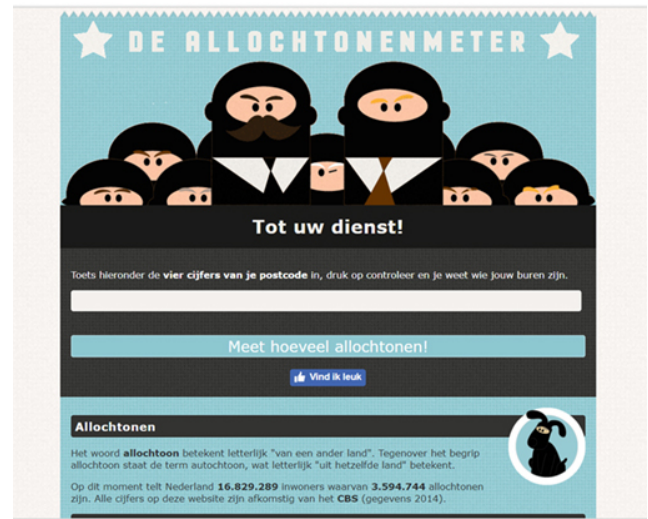 DE ALLOCHTONENMETER
Tot uw dienst!
Toets hieronder de vier cijfers van je postcode in, druk op controleer en je weet wie jouw buren zijn.
Meet hoeveel allochtonen!
Vind ik leuk
Allochtonen
Het woord allochtoon betekent letterlijk "van een ander land". Tegenover het begrip
allochtoon staat de term autochtoon, wat letterlijk "uit hetzelfde land" betekent.
Op dit moment telt Nederland 16.829.289 inwoners waarvan 3.594.744 allochtonen
zijn. Alle cijfers op deze website zijn afkomstig van het CBS (gegevens 2014).